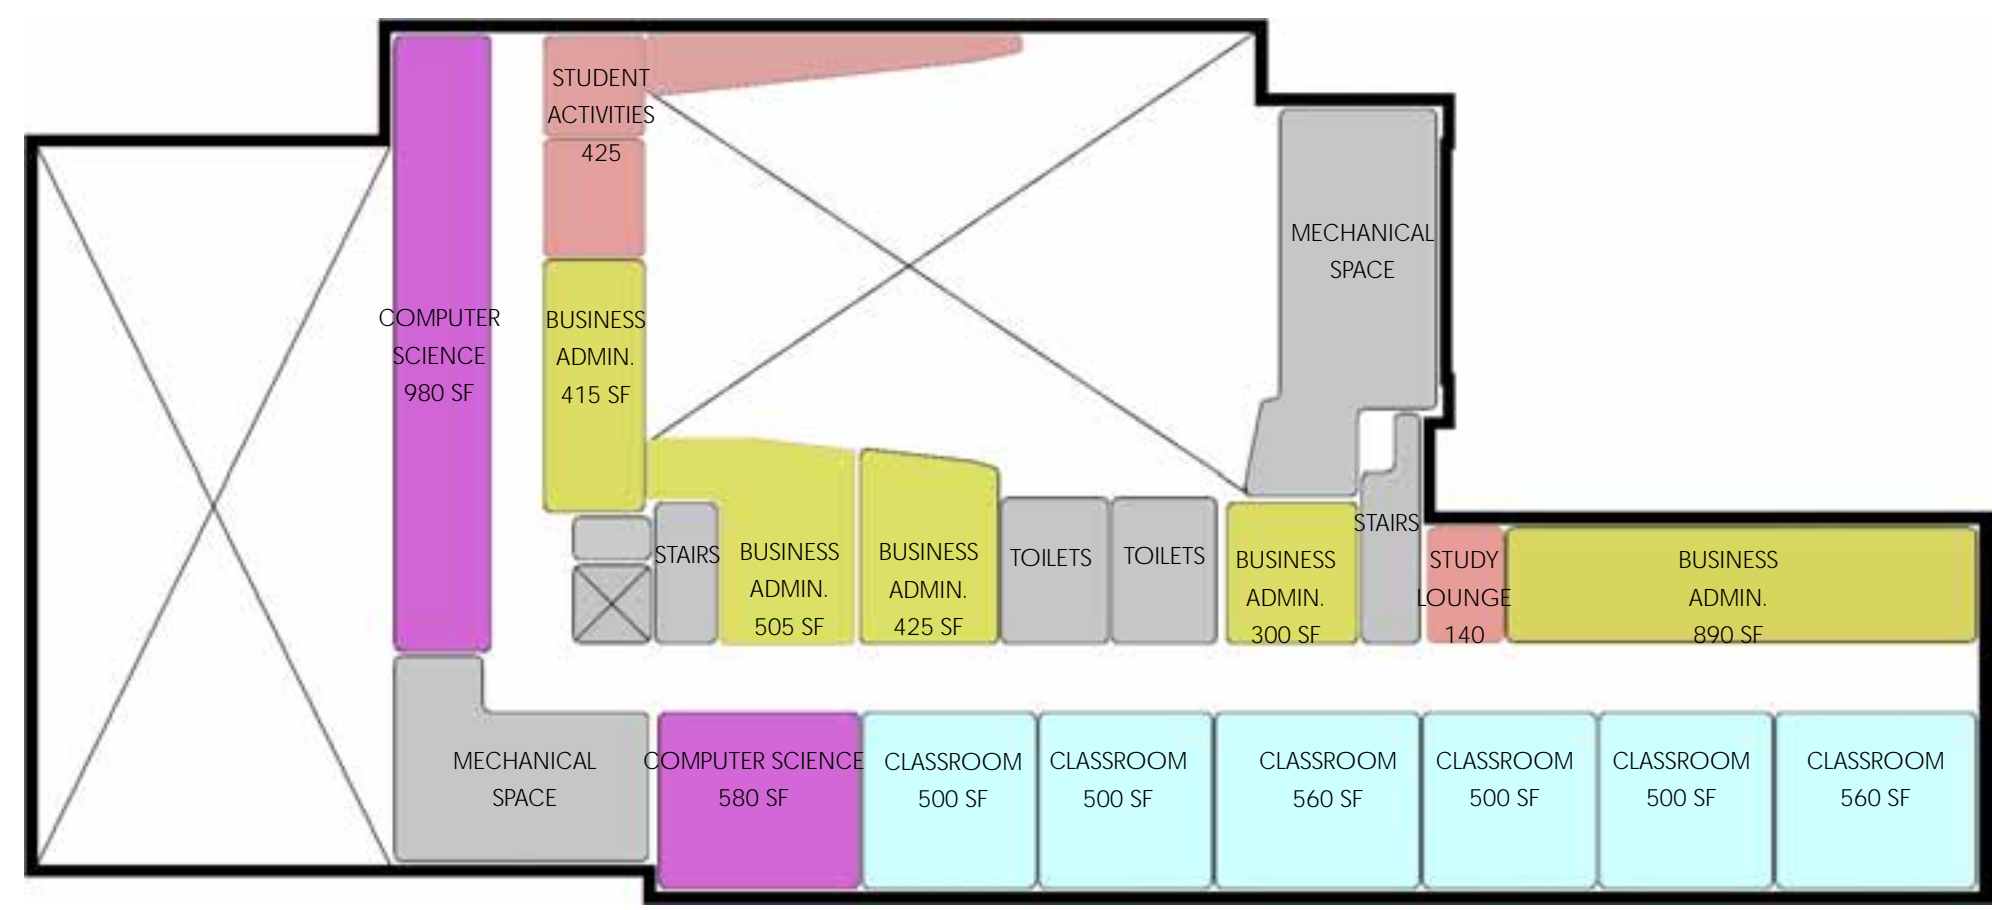 STUDENT
ACTIVITIES
425
MECHANICAL
SPACE
COMPUTER
SCIENCE
980 SF
BUSINESS
ADMIN.
415 SF
STAIRS
BUSINESS
ADMIN.
505 SF
BUSINESS
ADMIN.
425 SF
TOILETS
TOILETS
BUSINESS
ADMIN.
300 SF
STAIRS
STUDY
LOUNGE
140
BUSINESS
ADMIN.
890 SF
MECHANICAL
SPACE
COMPUTER SCIENCE
580 SF
CLASSROOM
500 SF
CLASSROOM
500 SF
CLASSROOM
560 SF
CLASSROOM
500 SF
CLASSROOM
500 SF
CLASSROOM
560 SF